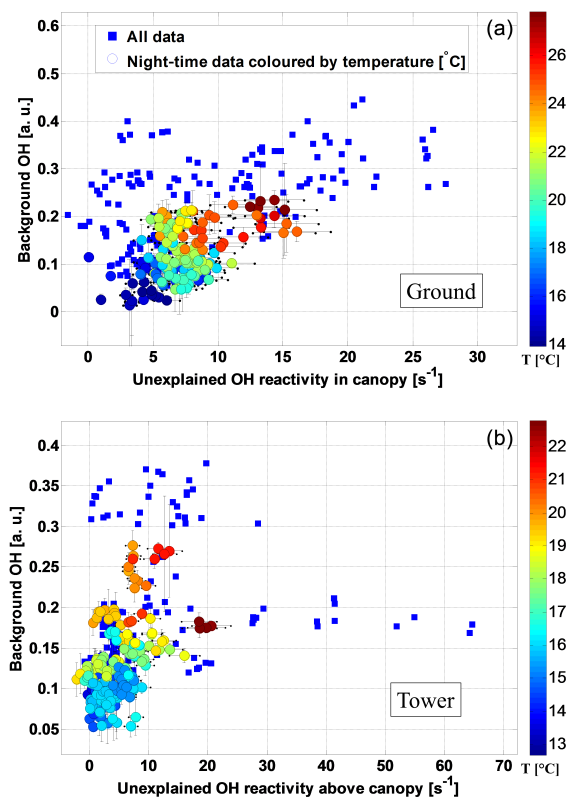 (a)
All data
Night-time data coloured by temperature [°C]
0.6
0.5
0.4
0.3
0.2
0.1
0
Background OH [a. u.]
Ground
0 5 10 15 20 25 30
Unexplained OH reactivity in canopy [s-1]
26
24
22
20
18
16
14
T [°C]
(b)
0.4
0.35
0.3
0.25
0.2
0.15
0.1
0.05
Background OH [a. u.]
Tower
0 10 20 30 40 50 60 70
Unexplained OH reactivity above canopy [s-1]
22
21
20
19
18
17
16
15
14
13
T [°C]